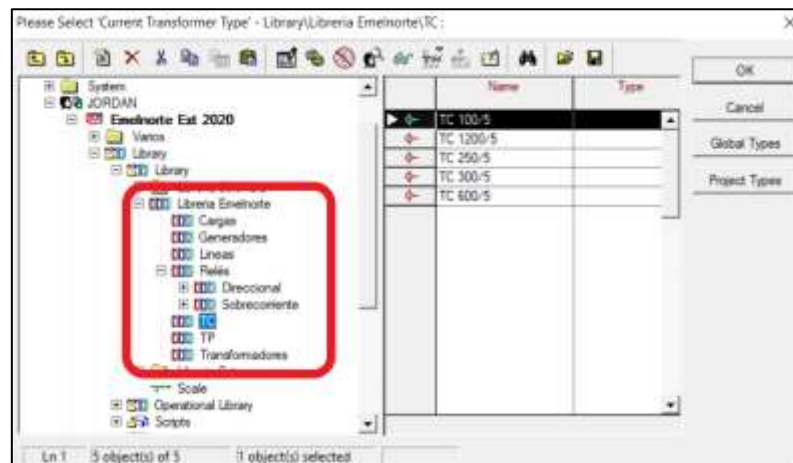 Please Select 'Current Transformer Type' - Library\Libreria Emelnorte\TC :
System
JORDAN
Emelnorte Ext 2020
Varios
Library
Library
Libreria Emelnorte
Cargas
Generadores
Lineas
Relés
Direccional
Sobrecorriente
TC
TP
Transformadores
Scale
Operational Library
Scripts
Name Type
TC 100/5
TC 1200/5
TC 250/5
TC 300/5
TC 600/5
OK
Cancel
Global Types
Project Types
Ln 1 5 object(s) of 5 1 object(s) selected